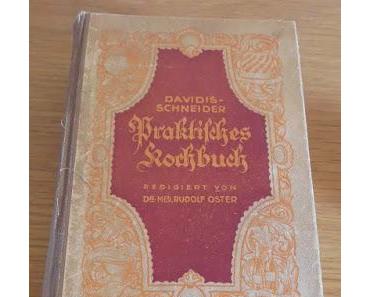 DAVIDIS-
SCHNEIDER
Praktisches
Kochbuch
REDIGIERT VON
DR. MED. RUDOLF OSTER